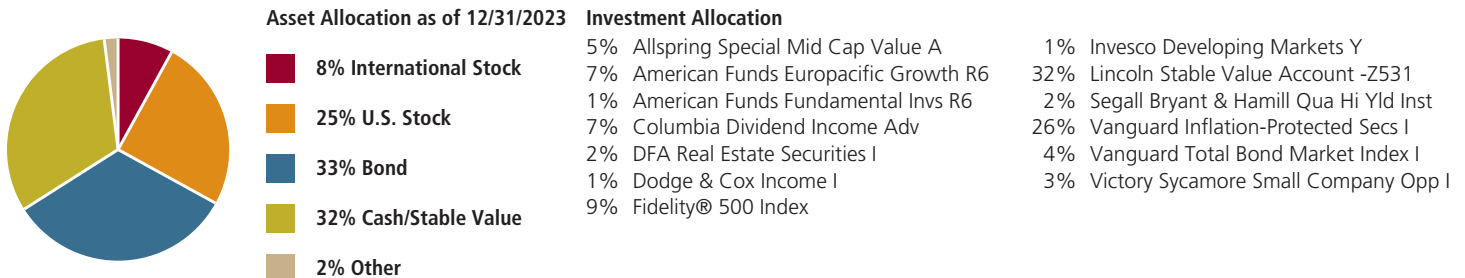 Asset Allocation as of 12/31/2023
8% International Stock
25% U.S. Stock
33% Bond
32% Cash/Stable Value
2% Other
Investment Allocation
5% Allspring Special Mid Cap Value A
7% American Funds Europacific Growth R6
1% American Funds Fundamental Invs R6
7% Columbia Dividend Income Adv
2% DFA Real Estate Securities I
1% Dodge & Cox Income I
9% Fidelity® 500 Index
1% Invesco Developing Markets Y
32% Lincoln Stable Value Account -Z531
2% Segall Bryant & Hamill Qua Hi Yld Inst
26% Vanguard Inflation-Protected Secs I
4% Vanguard Total Bond Market Index I
3% Victory Sycamore Small Company Opp I